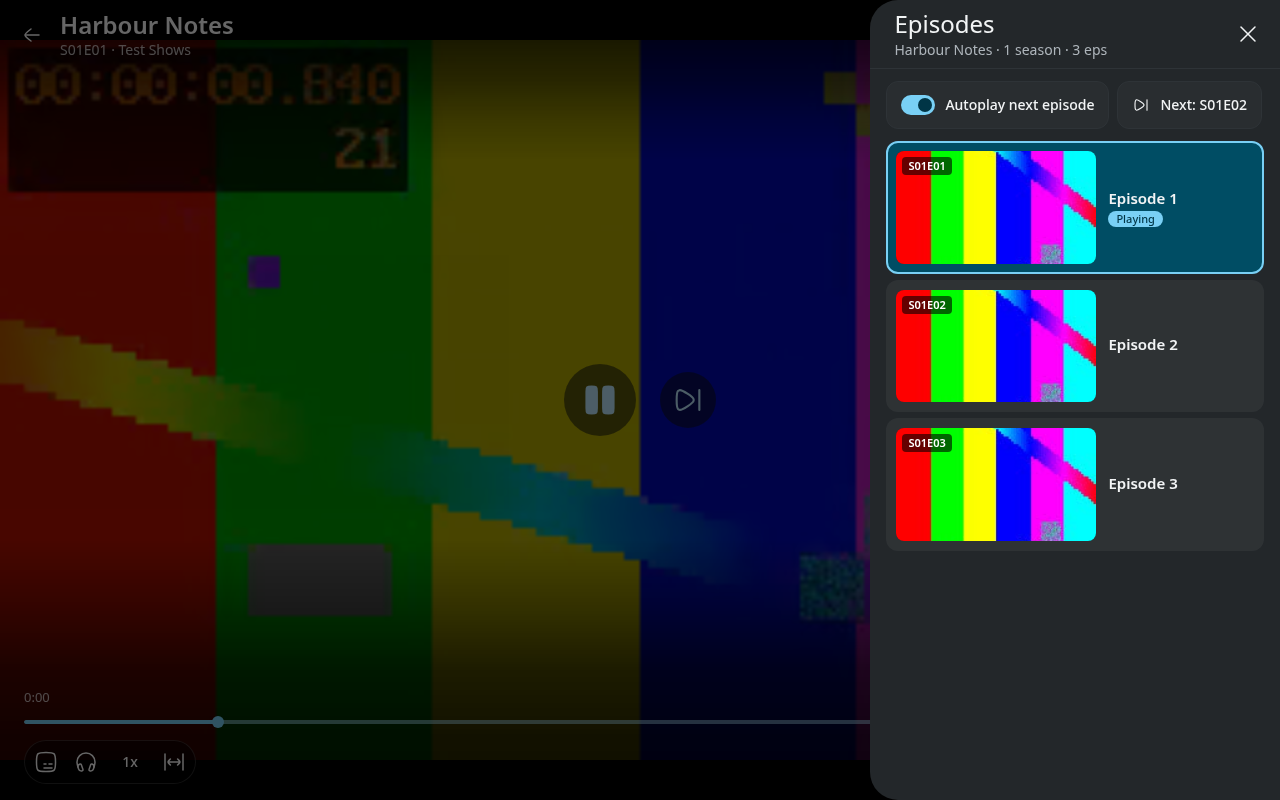 Harbour Notes
S01E01 · Test Shows
00:00:00.840
21
0:00
1x
Episodes
Harbour Notes · 1 season · 3 eps
Autoplay next episode
Next: S01E02
S01E01
Episode 1
Playing
S01E02
Episode 2
S01E03
Episode 3